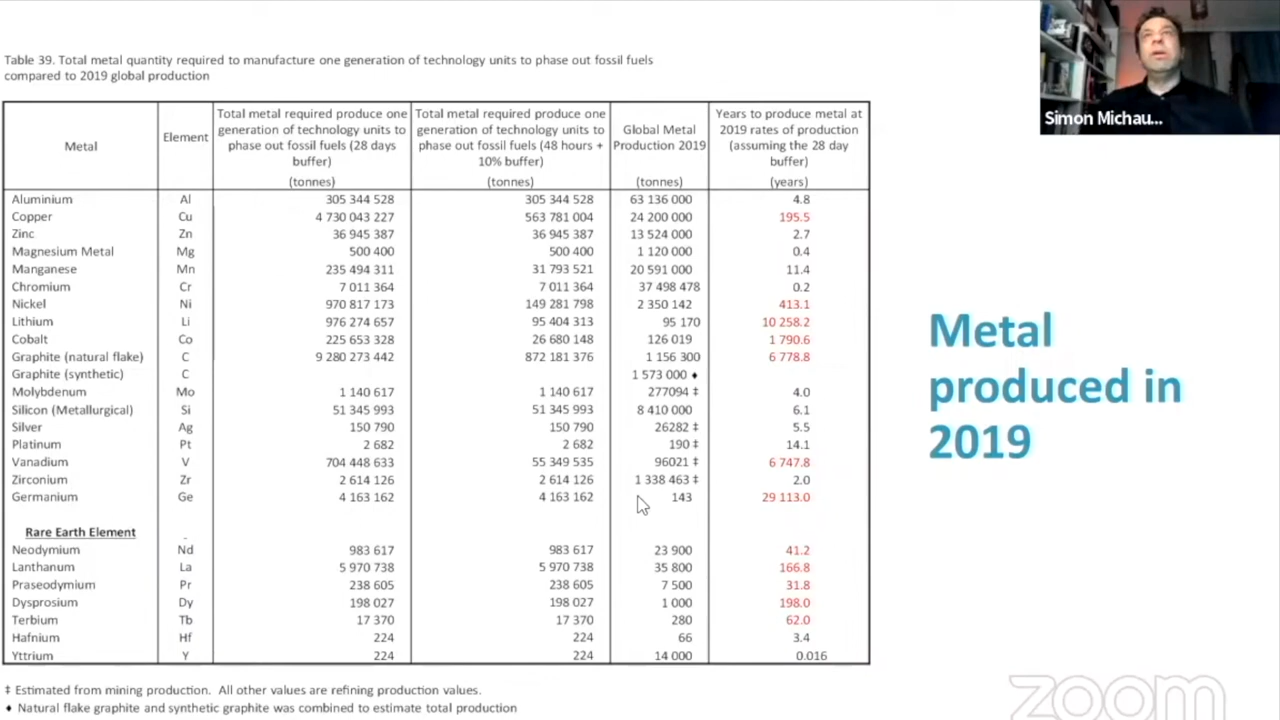 Table 39. Total metal quantity required to manufacture one generation of technology units to phase out fossil fuels
compared to 2019 global production
Metal Element Total metal required produce one generation of technology units to phase out fossil fuels (28 days buffer) (tonnes) Total metal required produce one generation of technology units to phase out fossil fuels (48 hours + 10% buffer) (tonnes) Global Metal Production 2019 (tonnes) Years to produce metal at 2019 rates of production (assuming the 28 day buffer) (years)
Aluminium Al 305 344 528 305 344 528 63 136 000 4.8
Copper Cu 4 730 043 227 563 781 004 24 200 000 195.5
Zinc Zn 36 945 387 36 945 387 13 524 000 2.7
Magnesium Metal Mg 500 400 500 400 1 120 000 0.4
Manganese Mn 235 494 311 31 793 521 20 591 000 11.4
Chromium Cr 7 011 364 7 011 364 37 498 478 0.2
Nickel Ni 970 817 173 149 281 798 2 350 142 413.1
Lithium Li 976 274 657 95 404 313 95 170 10 258.2
Cobalt Co 225 653 328 26 680 148 126 019 1 790.6
Graphite (natural flake) C 9 280 273 442 872 181 376 1 156 300 6 778.8
Graphite (synthetic) C 1 573 000 ♦
Molybdenum Mo 1 140 617 1 140 617 277094 ‡ 4.0
Silicon (Metallurgical) Si 51 345 993 51 345 993 8 410 000 6.1
Silver Ag 150 790 150 790 26282 ‡ 5.5
Platinum Pt 2 682 2 682 190 ‡ 14.1
Vanadium V 704 448 633 55 349 535 96021 ‡ 6 747.8
Zirconium Zr 2 614 126 2 614 126 1 338 463 ‡ 2.0
Germanium Ge 4 163 162 4 163 162 143 29 113.0
Rare Earth Element
Neodymium Nd 983 617 983 617 23 900 41.2
Lanthanum La 5 970 738 5 970 738 35 800 166.8
Praseodymium Pr 238 605 238 605 7 500 31.8
Dysprosium Dy 198 027 198 027 1 000 198.0
Terbium Tb 17 370 17 370 280 62.0
Hafnium Hf 224 224 66 3.4
Yttrium Y 224 224 14 000 0.016
‡ Estimated from mining production. All other values are refining production values.
♦ Natural flake graphite and synthetic graphite was combined to estimate total production
Metal
produced in
2019
Simon Michau...
zoom